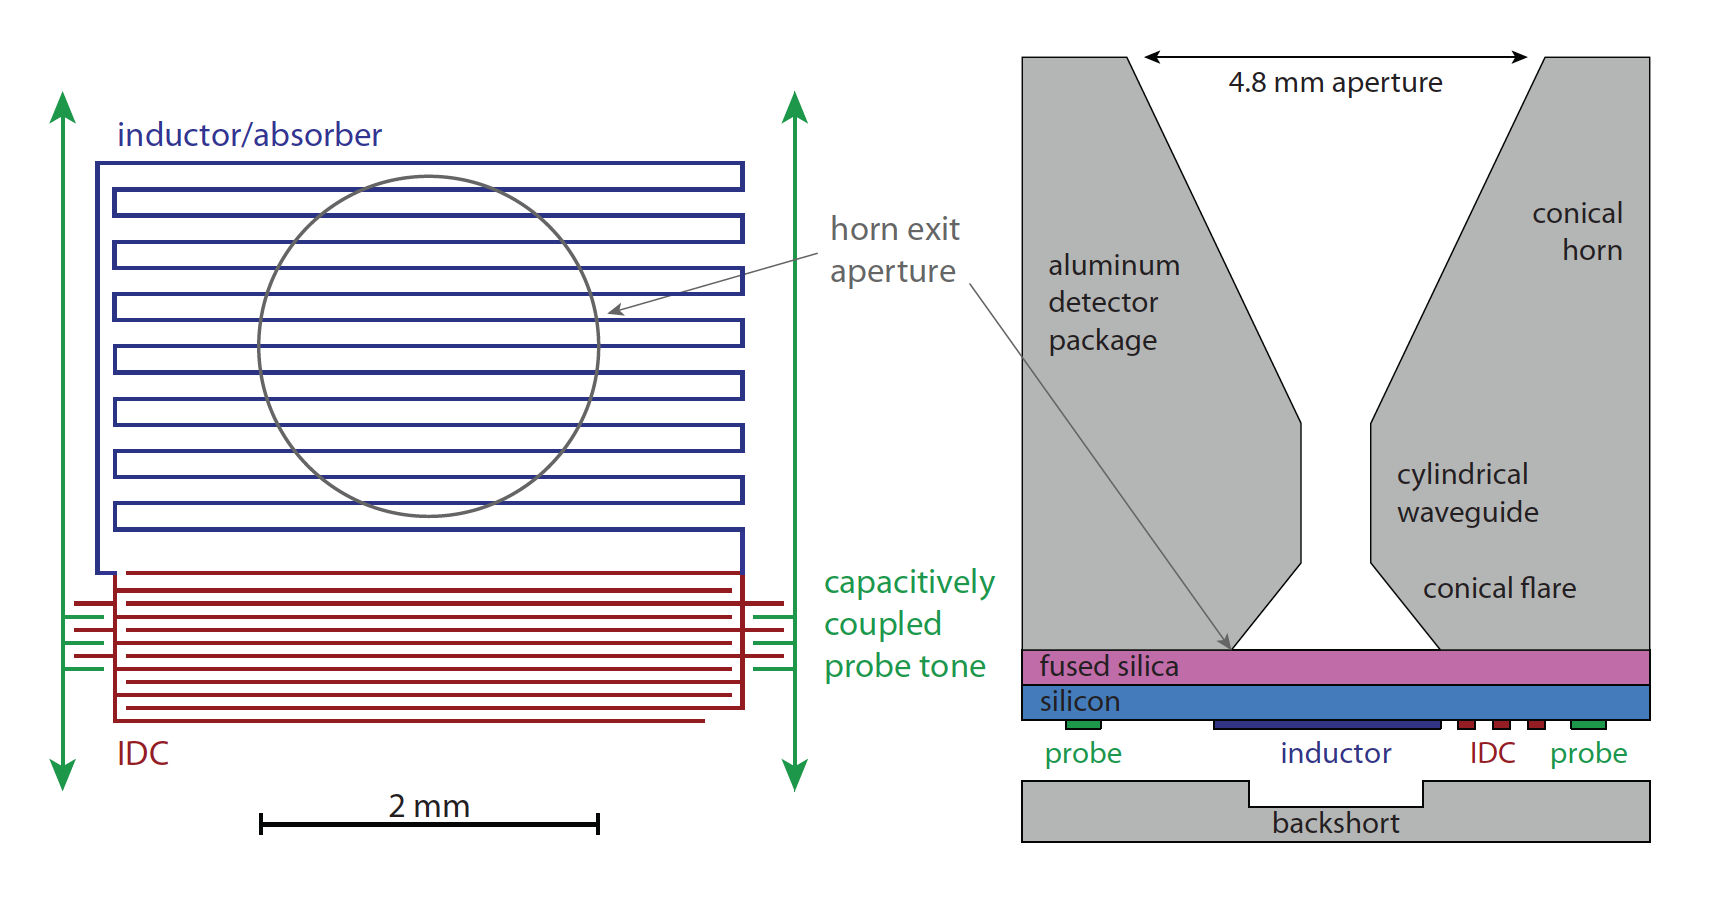 inductor/absorber
horn exit
aperture
capacitively
coupled
probe tone
IDC
2 mm
4.8 mm aperture
conical
horn
aluminum
detector
package
cylindrical
waveguide
conical flare
fused silica
silicon
probe
inductor
IDC
probe
backshort